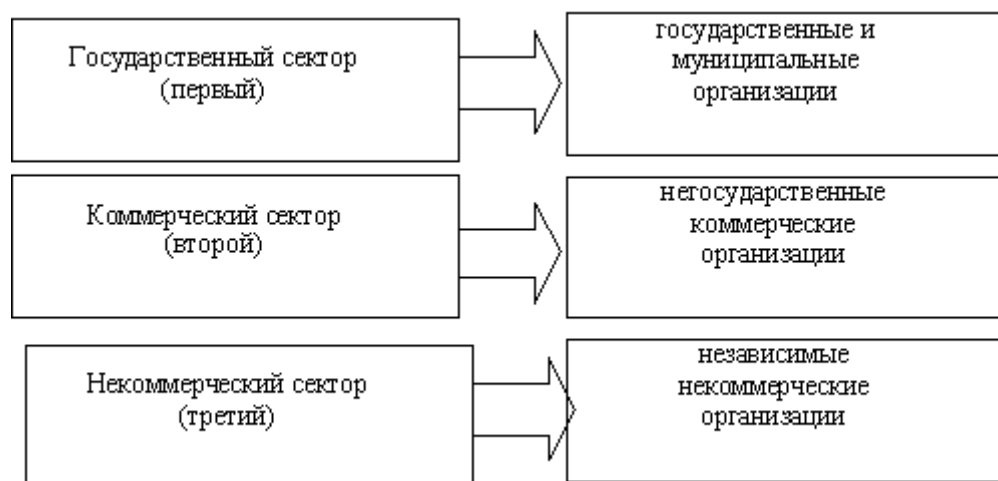 Государственный сектор
(первый)
государственные и
муниципальные
организации
Коммерческий сектор
(второй)
негосударственные
коммерческие
организации
Некоммерческий сектор
(третий)
независимые
некоммерческие
организации